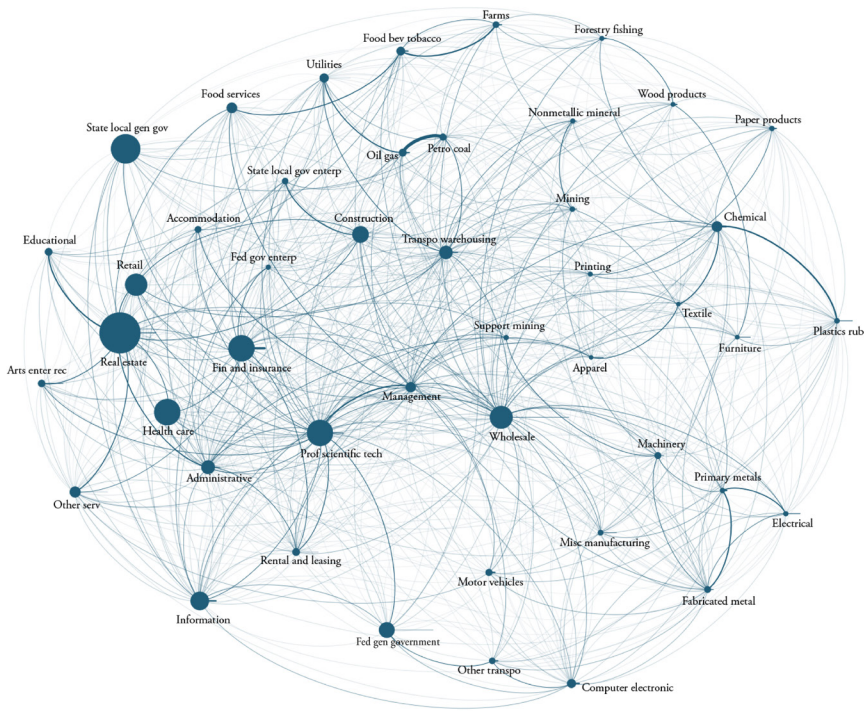 Farms
Forestry fishing
Food bev tobacco
Utilities
Food services
Wood products
Nonmetallic mineral
Paper products
State local gen gov
Petro coal
Oil gas
State local gov enterp
Mining
Accommodation
Construction
Chemical
Educational
Transpo warehousing
Fed gov enterp
Retail
Printing
Textile
Support mining
Plastics rub
Furniture
Real estate
Fin and insurance
Apparel
Arts enter rec
Management
Health care
Wholesale
Machinery
Prof scientific tech
Primary metals
Administrative
Other serv
Electrical
Misc manufacturing
Rental and leasing
Motor vehicles
Fabricated metal
Information
Fed gen government
Other transpo
Computer electronic